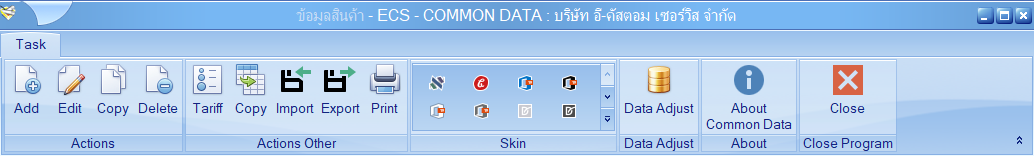 ข้อมูลสินค้า - ECS - COMMON DATA : บริษัท อี-คัสตอม เซอร์วิส จำกัด
Task
Add Edit Copy Delete Tariff Copy Import Export Print Data Adjust About Common Data Close
Actions Actions Other Skin Data Adjust About Close Program